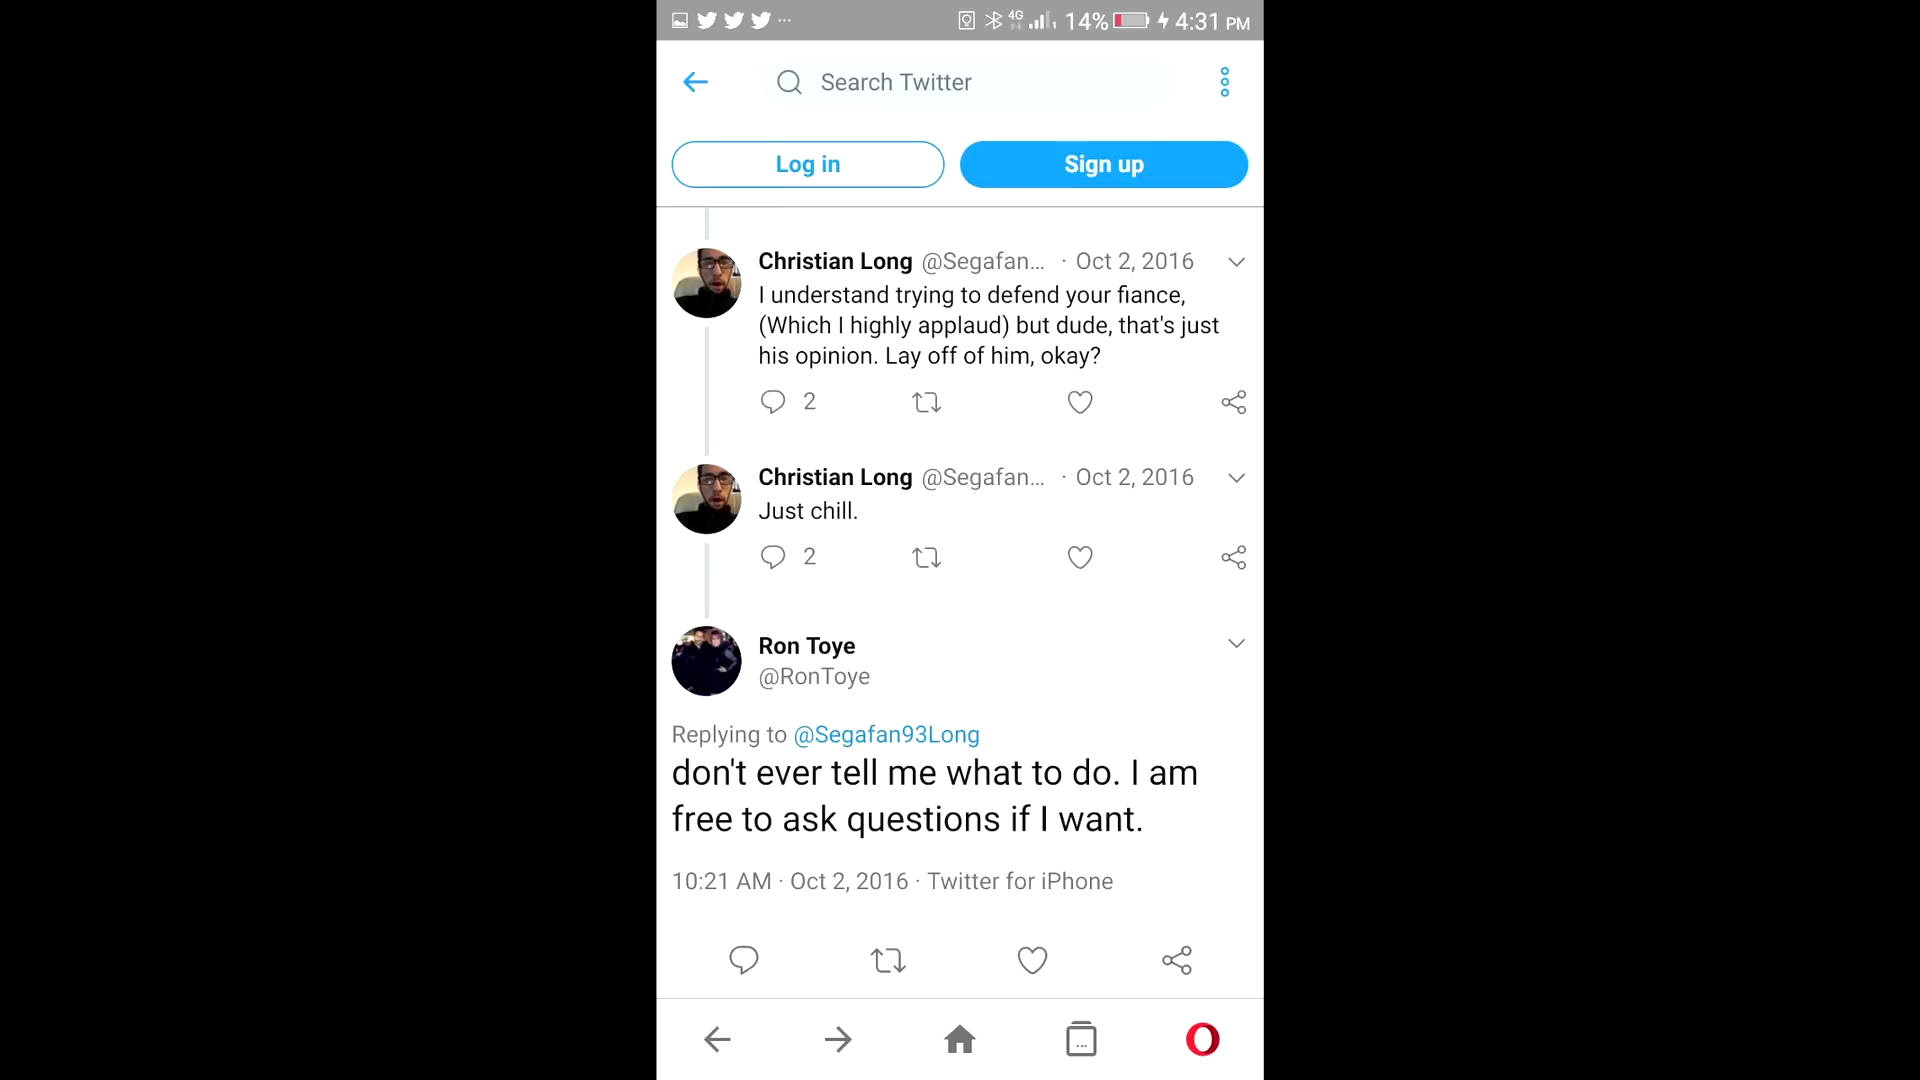 4G 14% 4:31 PM
Search Twitter
Log in
Sign up
Christian Long @Segafan... · Oct 2, 2016
I understand trying to defend your fiance,
(Which I highly applaud) but dude, that's just
his opinion. Lay off of him, okay?
2
Christian Long @Segafan... · Oct 2, 2016
Just chill.
2
Ron Toye
@RonToye
Replying to @Segafan93Long
don't ever tell me what to do. I am
free to ask questions if I want.
10:21 AM · Oct 2, 2016 · Twitter for iPhone